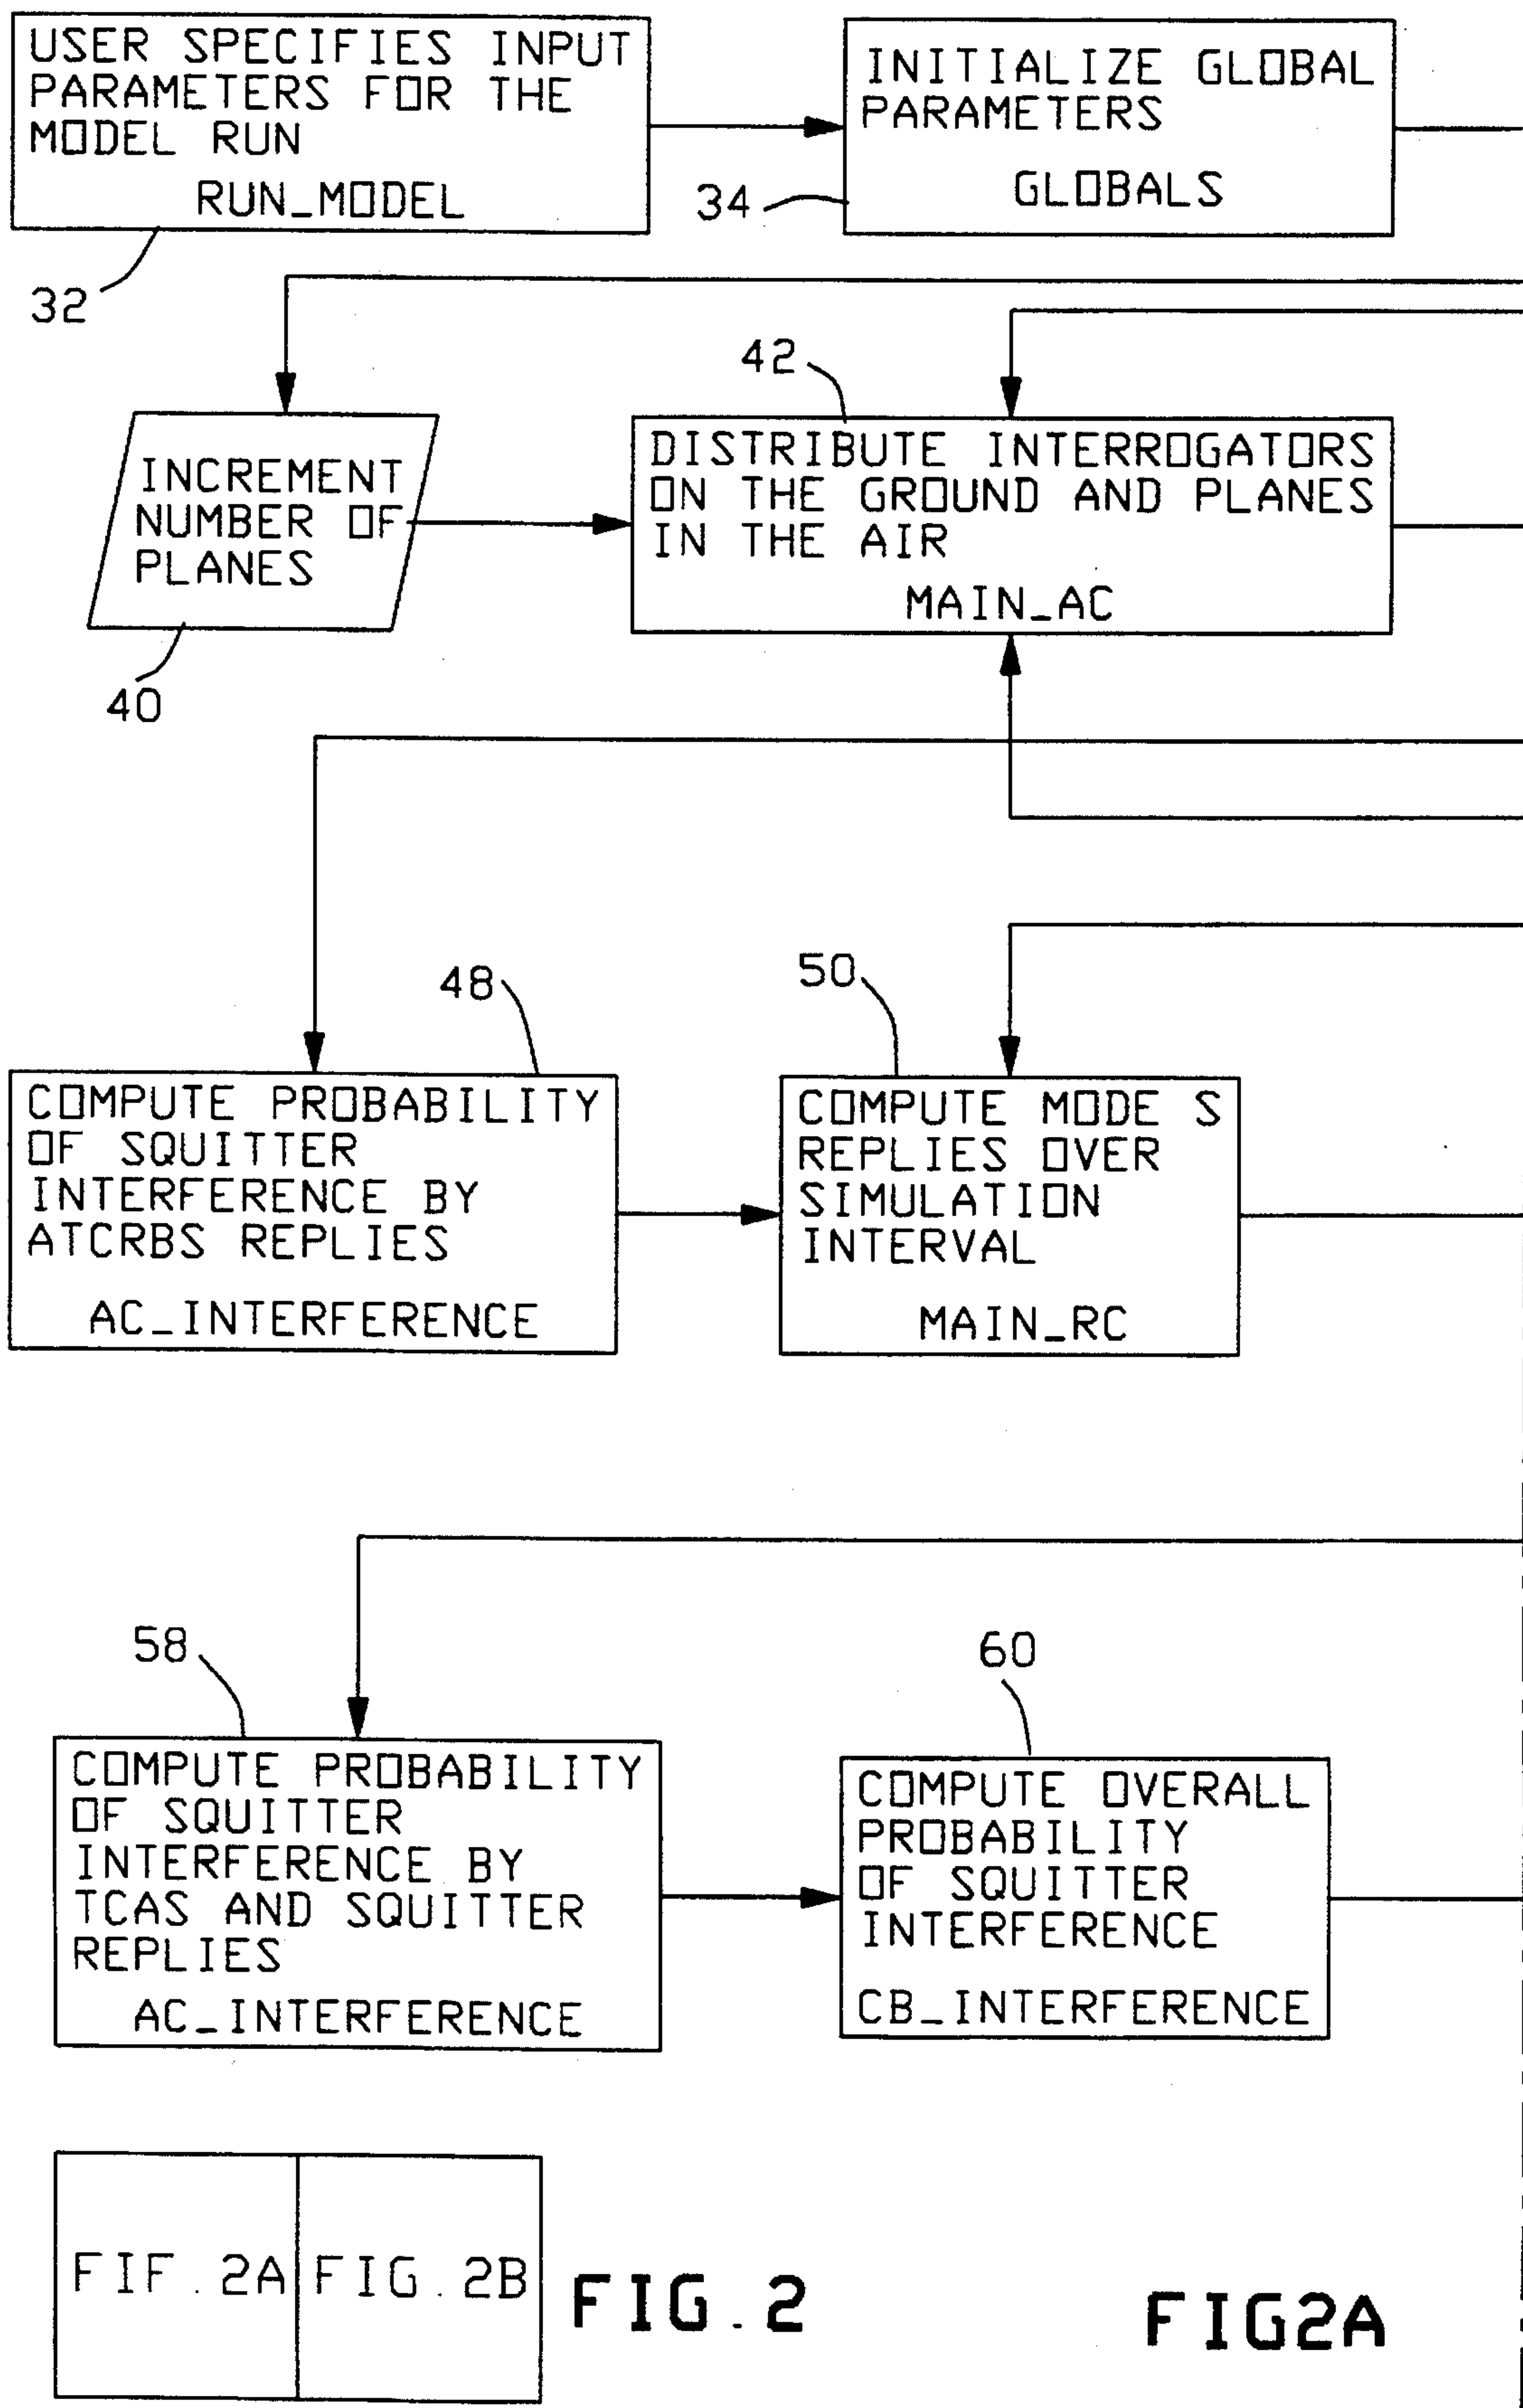 USER SPECIFIES INPUT
PARAMETERS FOR THE
MODEL RUN
RUN_MODEL
32
INITIALIZE GLOBAL
PARAMETERS
GLOBALS
34
INCREMENT
NUMBER OF
PLANES
40
42
DISTRIBUTE INTERROGATORS
ON THE GROUND AND PLANES
IN THE AIR
MAIN_AC
48
COMPUTE PROBABILITY
OF SQUITTER
INTERFERENCE BY
ATCRBS REPLIES
AC_INTERFERENCE
50
COMPUTE MODE S
REPLIES OVER
SIMULATION
INTERVAL
MAIN_RC
58
COMPUTE PROBABILITY
OF SQUITTER
INTERFERENCE BY
TCAS AND SQUITTER
REPLIES
AC_INTERFERENCE
60
COMPUTE OVERALL
PROBABILITY
OF SQUITTER
INTERFERENCE
CB_INTERFERENCE
FIF.2A
FIG.2B
FIG.2
FIG2A